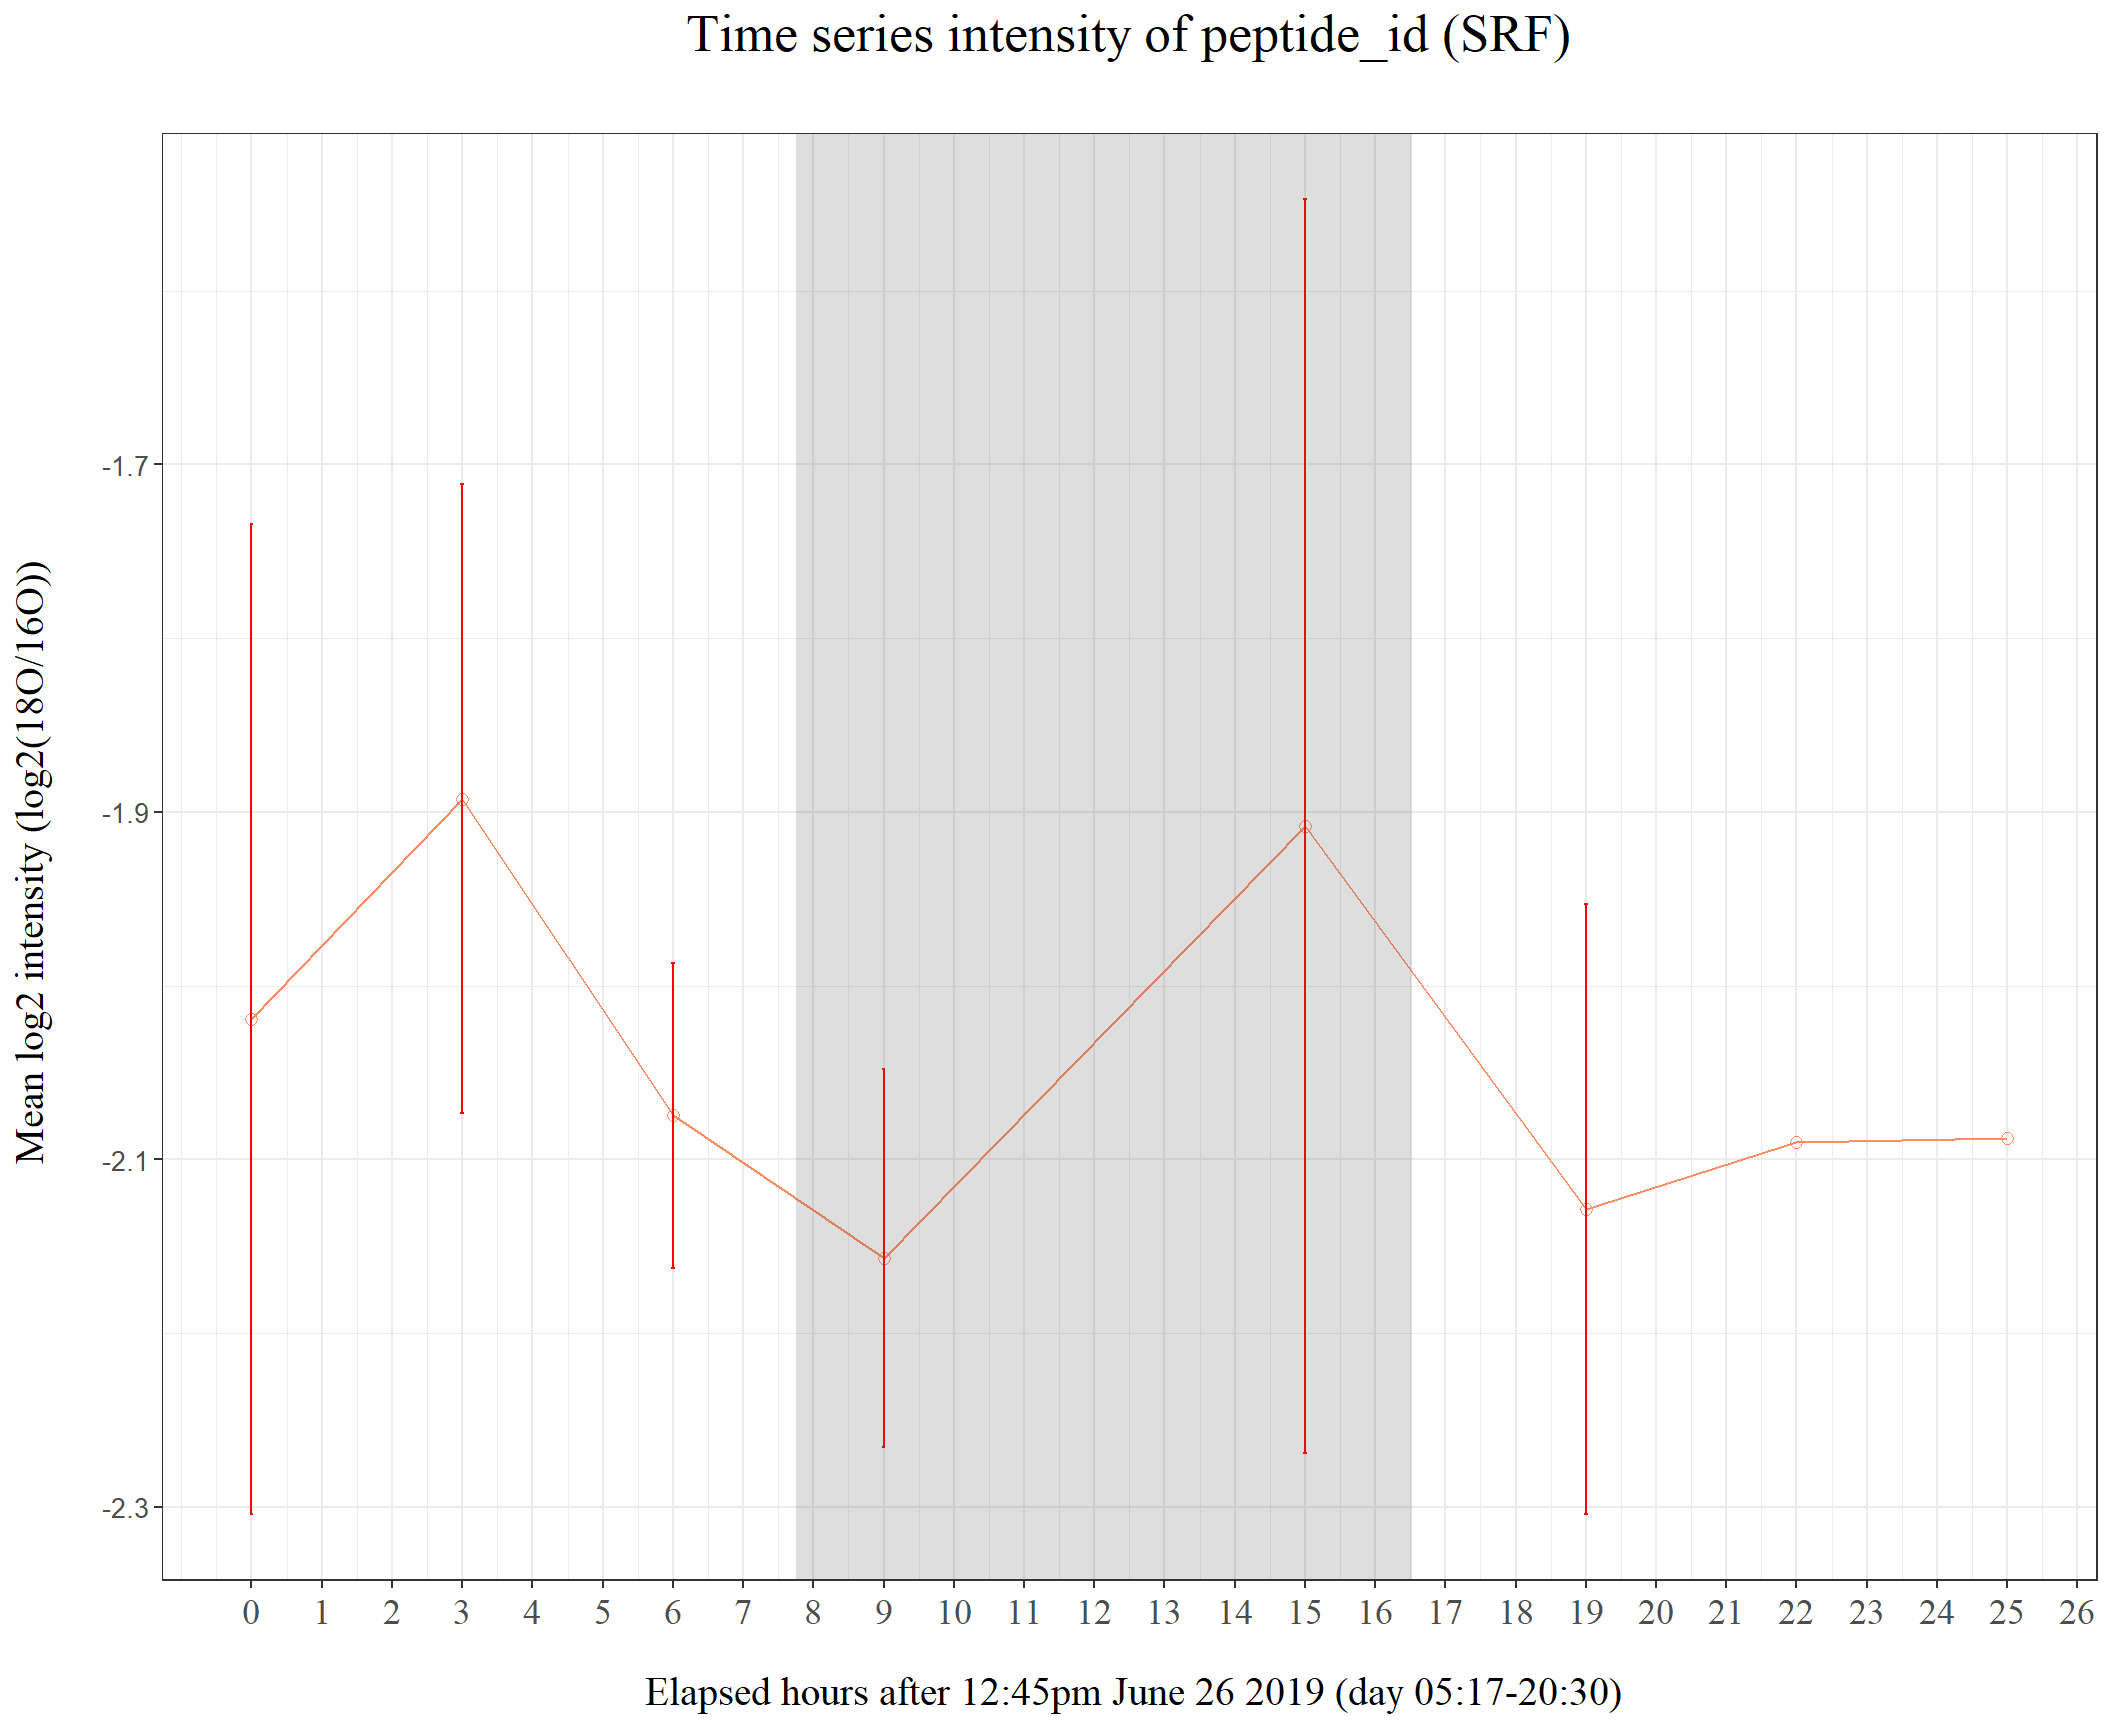 Time series intensity of peptide_id (SRF)
Mean log2 intensity (log2(18O/16O))
-1.7
-1.9
-2.1
-2.3
0 1 2 3 4 5 6 7 8 9 10 11 12 13 14 15 16 17 18 19 20 21 22 23 24 25 26
Elapsed hours after 12:45pm June 26 2019 (day 05:17-20:30)